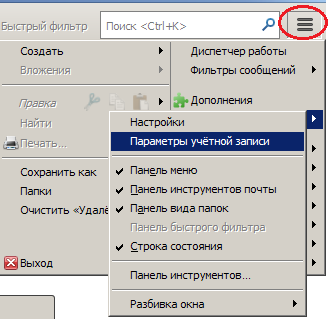 Быстрый фильтр
Поиск <Ctrl+K>
Создать
Вложения
Правка
Найти
Печать...
Сохранить как
Папки
Очистить «Удалё
Выход
Диспетчер работы
Фильтры сообщений
Дополнения
Настройки
Параметры учётной записи
Панель меню
Панель инструментов почты
Панель вида папок
Панель быстрого фильтра
Строка состояния
Панель инструментов...
Разбивка окна